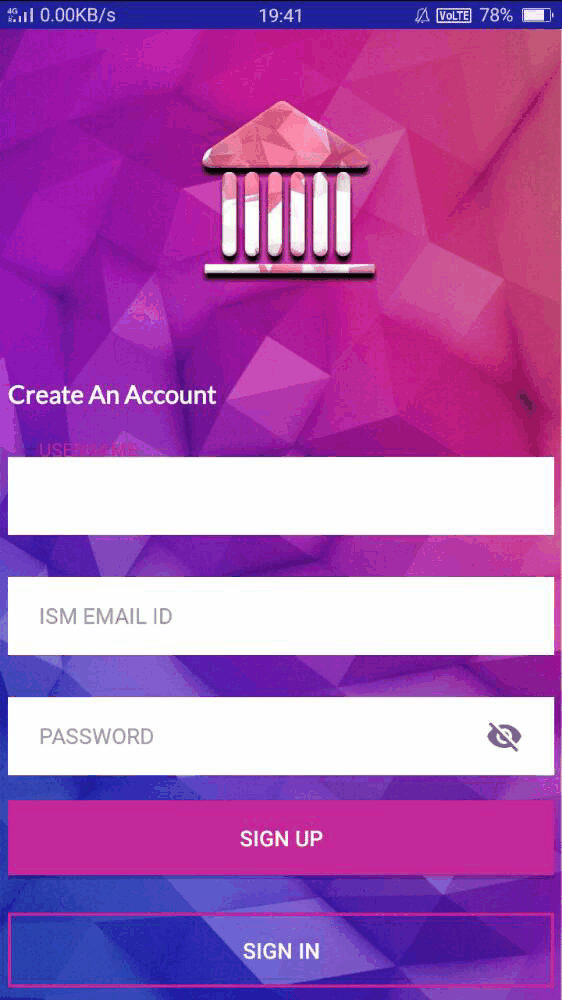 4G 0.00KB/s 19:41 VoLTE 78%
Create An Account
USERNAME
ISM EMAIL ID
PASSWORD
SIGN UP
SIGN IN